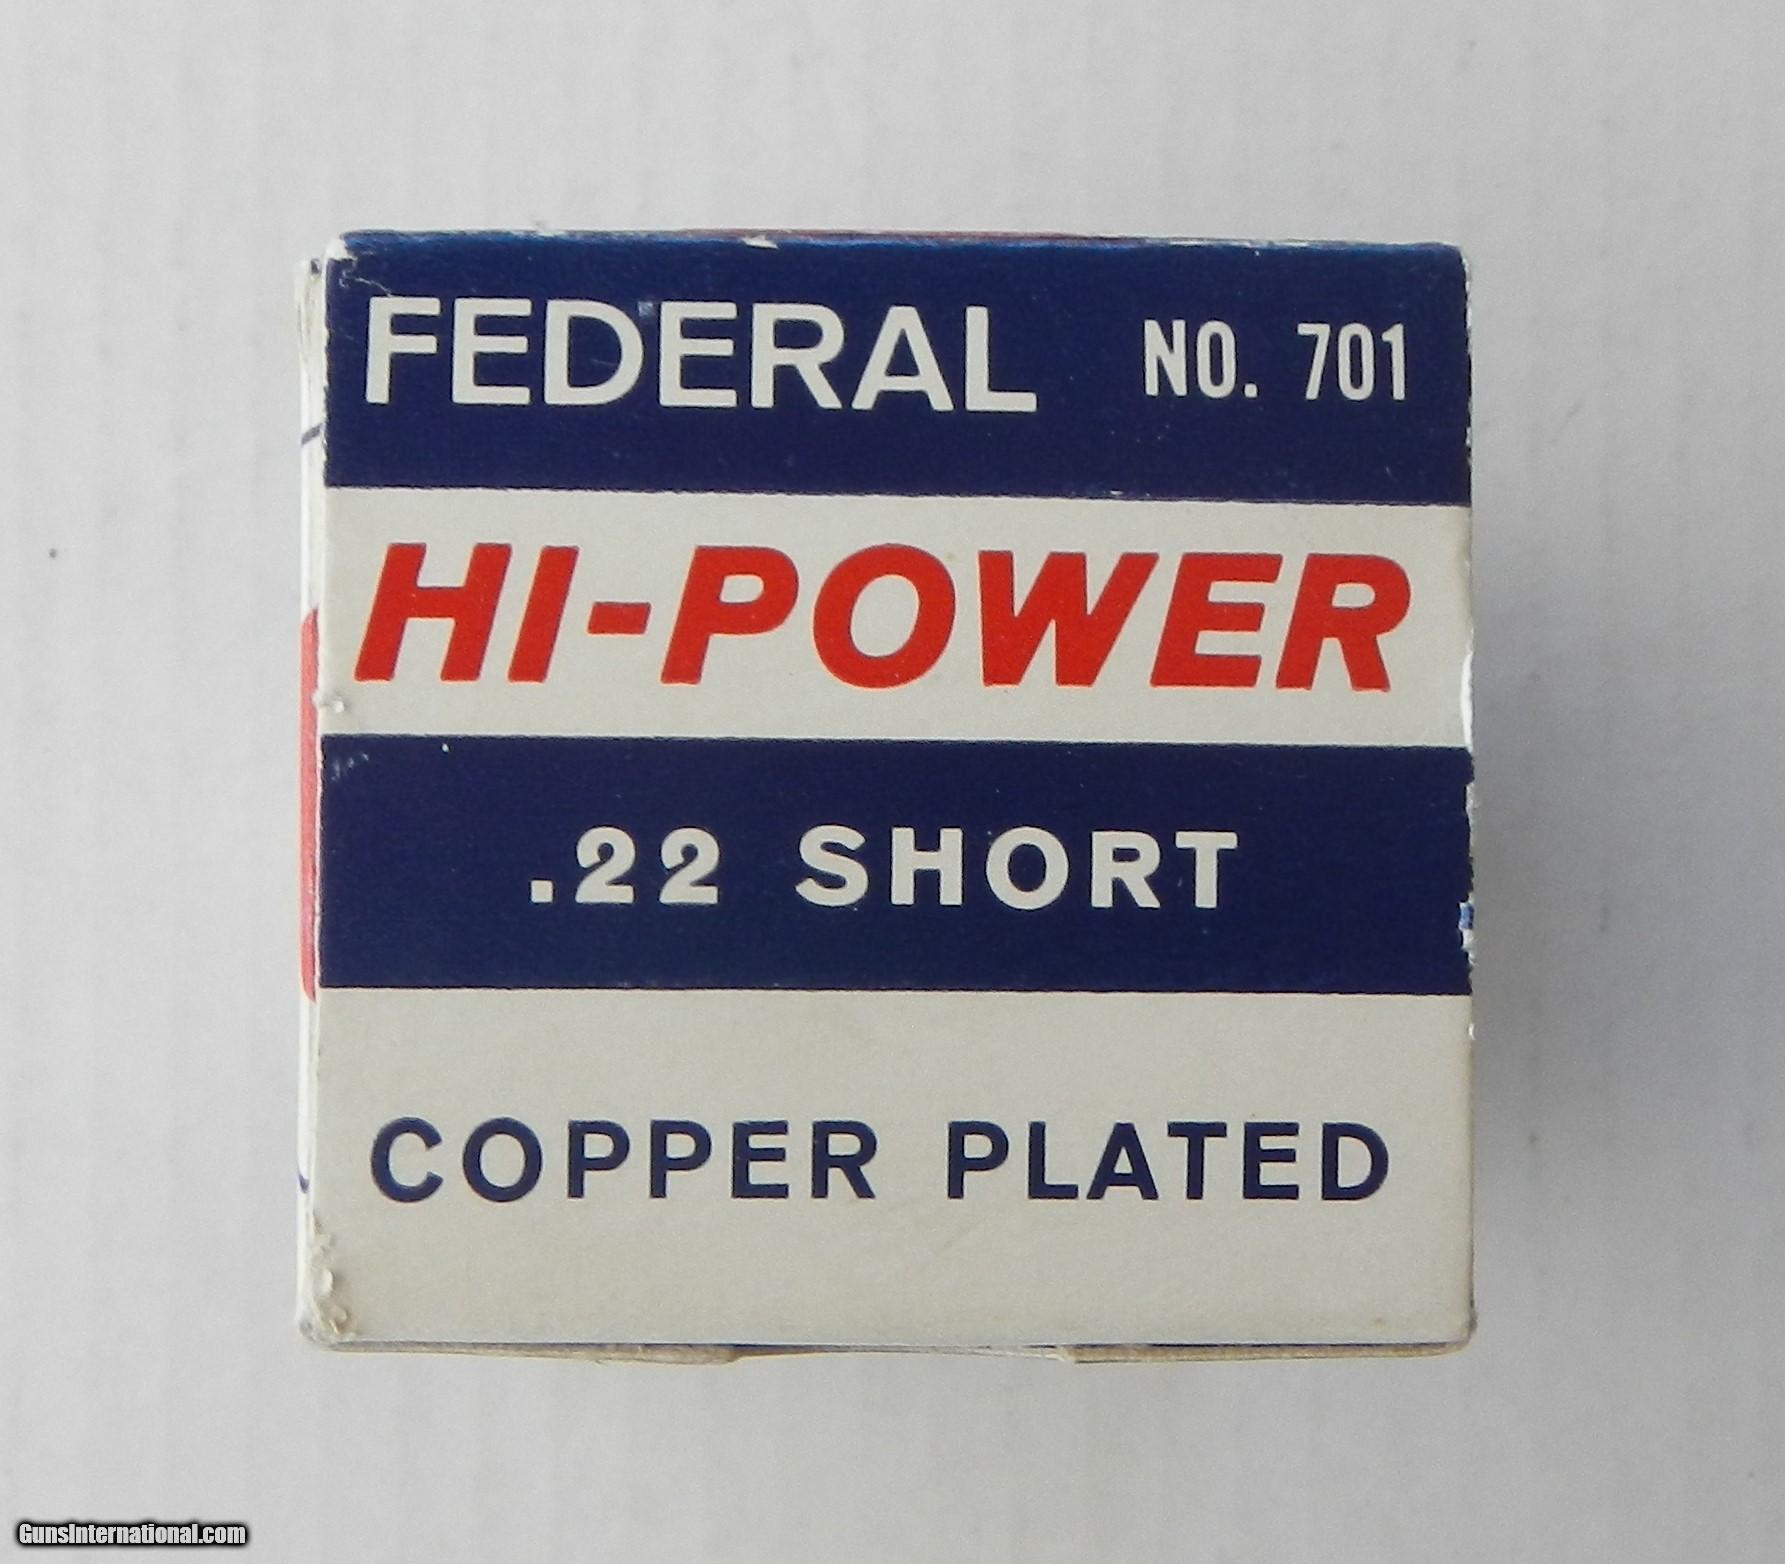 FEDERAL NO. 701
HI-POWER
.22 SHORT
COPPER PLATED
GunsInternational.com